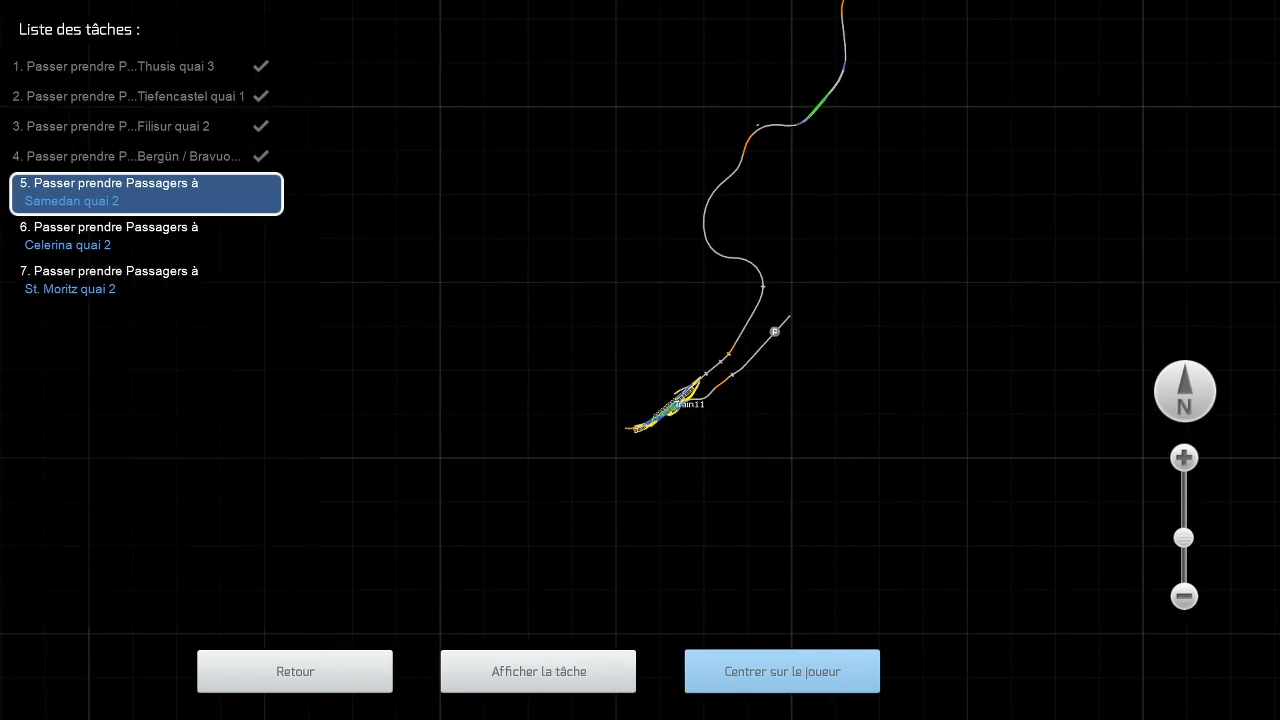 Liste des tâches :
1. Passer prendre P...Thusis quai 3
2. Passer prendre P...Tiefencastel quai 1
3. Passer prendre P...Filisur quai 2
4. Passer prendre P...Bergün / Bravuo...
5. Passer prendre Passagers à
Samedan quai 2
6. Passer prendre Passagers à
Celerina quai 2
7. Passer prendre Passagers à
St. Moritz quai 2
P
Train11
N
Retour
Afficher la tâche
Centrer sur le joueur